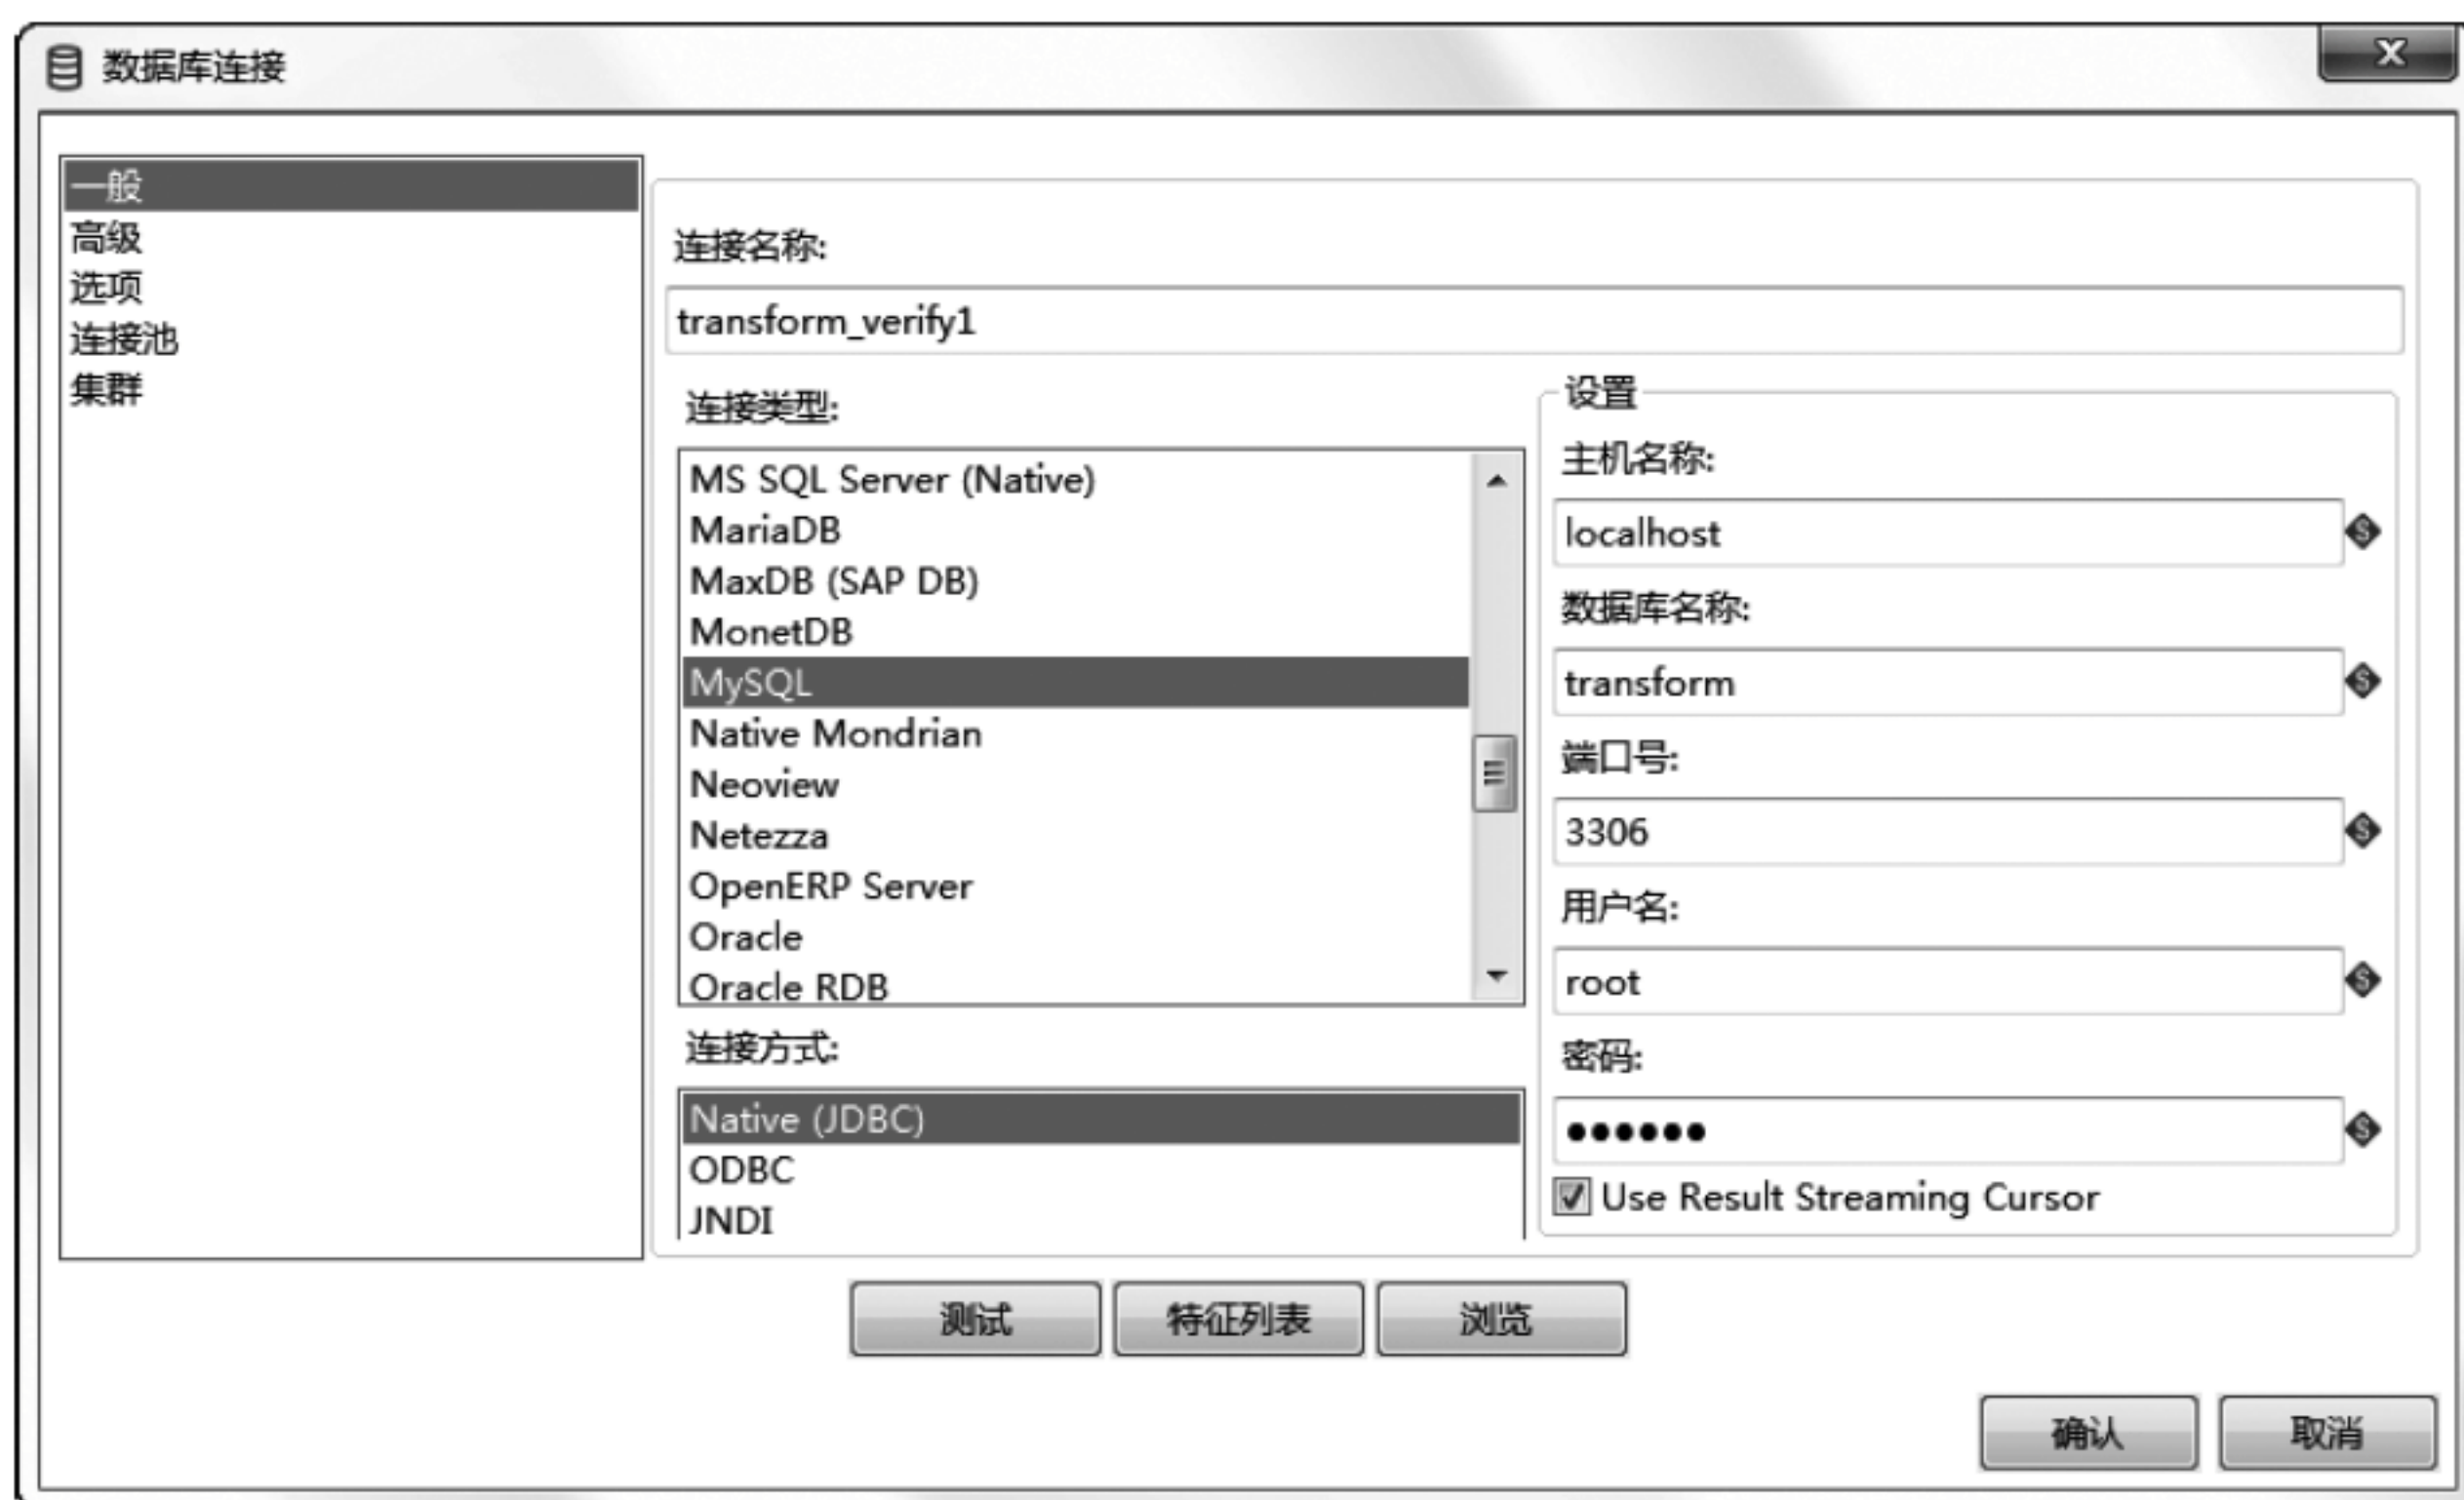 数据库连接
一般
高级
选项
连接池
集群
连接名称:
transform_verify1
连接类型:
MS SQL Server (Native)
MariaDB
MaxDB (SAP DB)
MonetDB
MySQL
Native Mondrian
Neoview
Netezza
OpenERP Server
Oracle
Oracle RDB
连接方式:
Native (JDBC)
ODBC
JNDI
设置
主机名称:
localhost
数据库名称:
transform
端口号:
3306
用户名:
root
密码:
●●●●●●
Use Result Streaming Cursor
测试
特征列表
浏览
确认
取消